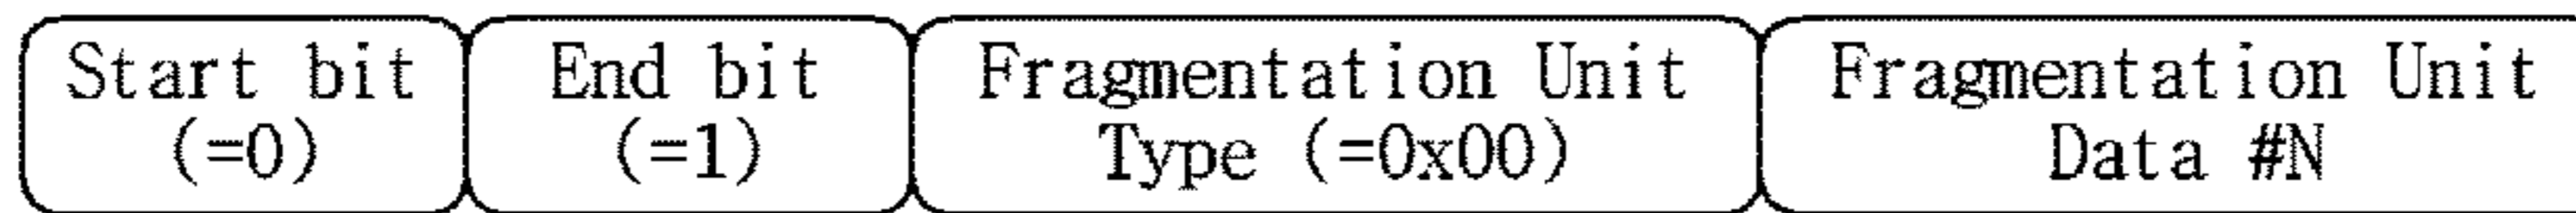 Start bit
(=0)
End bit
(=1)
Fragmentation Unit
Type (=0x00)
Fragmentation Unit
Data #N